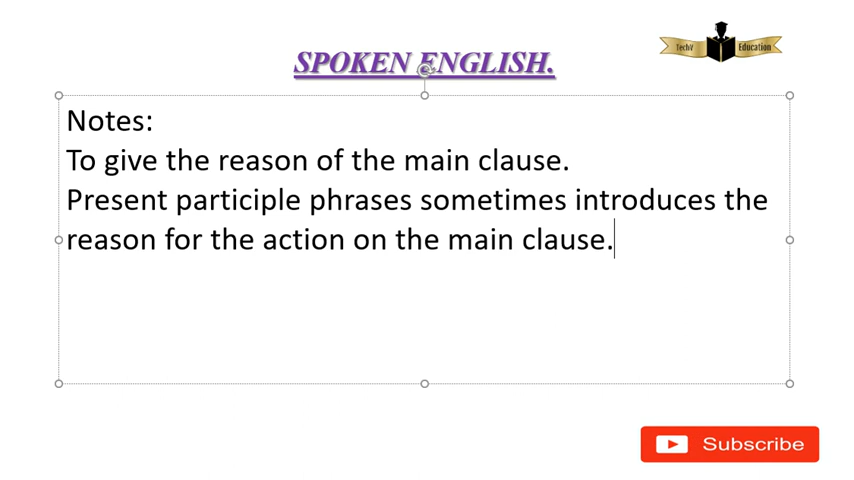 SPOKEN ENGLISH.
TechV Education
Notes:
To give the reason of the main clause.
Present participle phrases sometimes introduces the
reason for the action on the main clause.
Subscribe